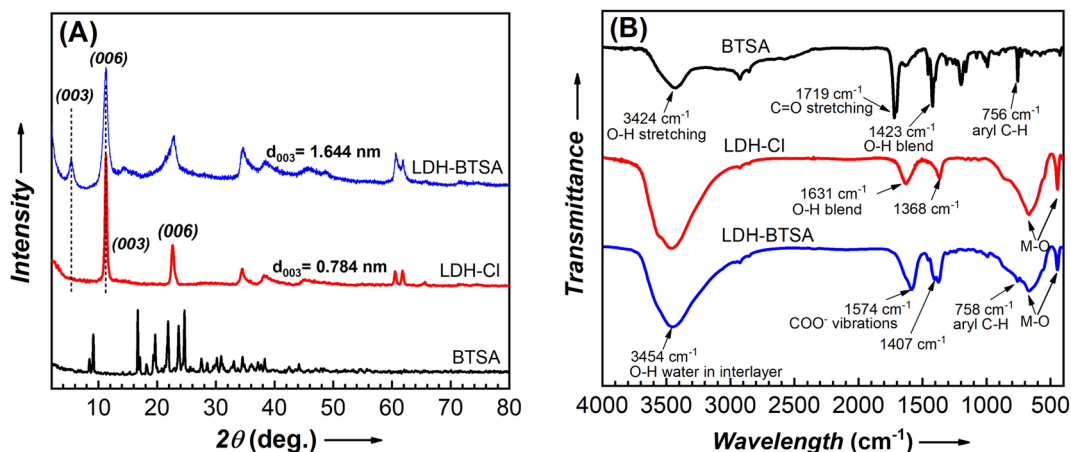 (A)
(006)
(003)
d003= 1.644 nm
LDH-BTSA
(003)
(006)
d003= 0.784 nm
LDH-Cl
BTSA
Intensity
10 20 30 40 50 60 70 80
2θ (deg.)
(B)
BTSA
3424 cm-1
O-H stretching
1719 cm-1
C=O stretching
1423 cm-1
O-H blend
756 cm-1
aryl C-H
LDH-Cl
1631 cm-1
O-H blend
1368 cm-1
M-O
LDH-BTSA
3454 cm-1
O-H water in interlayer
1574 cm-1
COO- vibrations
1407 cm-1
758 cm-1
aryl C-H
M-O
Transmittance
4000 3500 3000 2500 2000 1500 1000 500
Wavelength (cm-1)